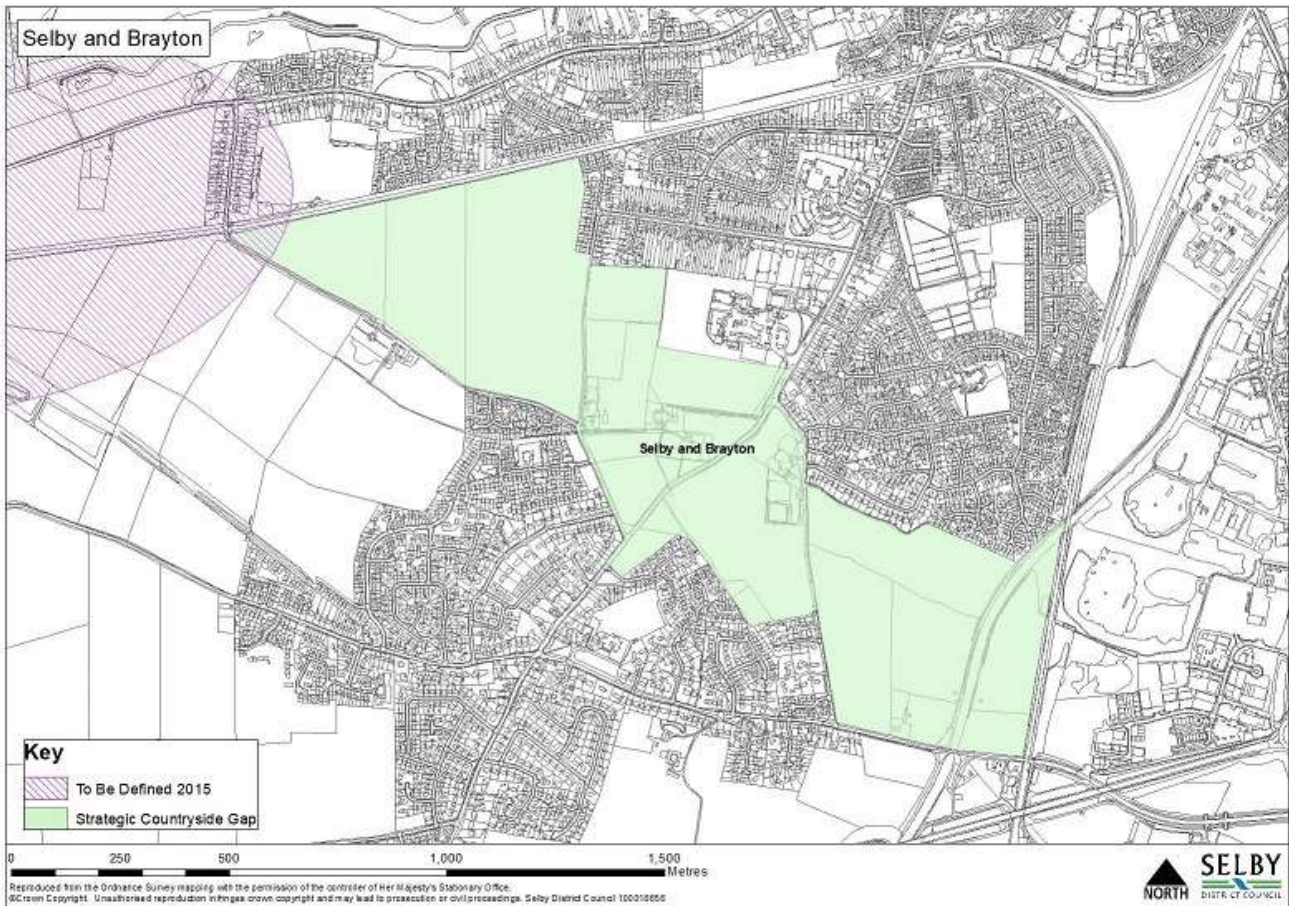 Selby and Brayton
Selby and Brayton
Key
To Be Defined 2015
Strategic Countryside Gap
0 250 500 1,000 1,500
Metres
Reproduced from the Ordnance Survey mapping with the permission of the controller of Her Majesty's Stationary Office.
©Crown Copyright. Unauthorised reproduction infringes crown copyright and may lead to prosecution or civil proceedings. Selby District Council
NORTH
SELBY
DISTRICT COUNCIL